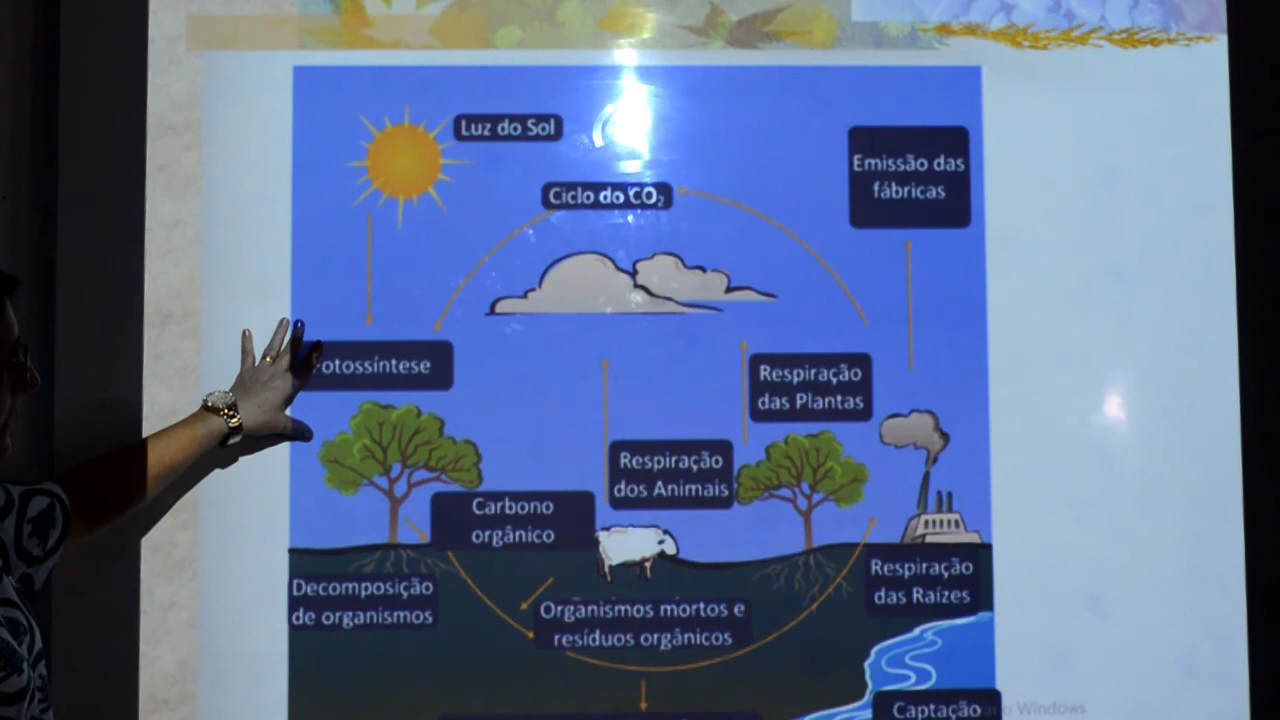 Luz do Sol
Emissão das
fábricas
Ciclo do CO₂
otossíntese
Respiração
das Plantas
Respiração
dos Animais
Carbono
orgânico
Decomposição
de organismos
Organismos mortos e
resíduos orgânicos
Respiração
das Raízes
Captação
Windows